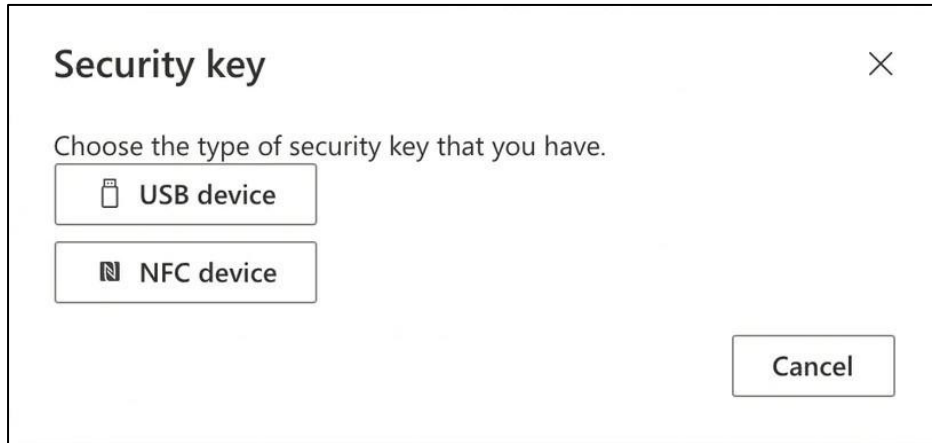 Security key
Choose the type of security key that you have.
USB device
NFC device
Cancel